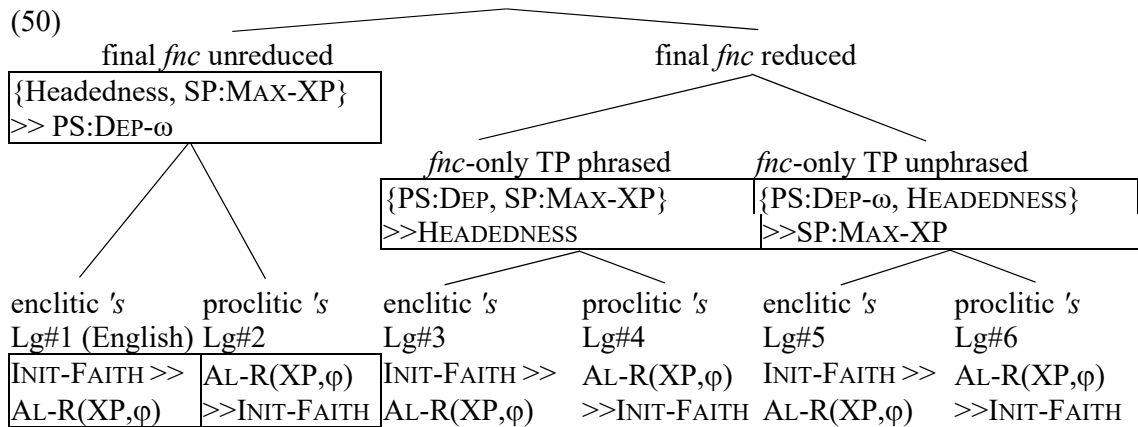 (50)
final fnc unreduced final fnc reduced
{Headedness, SP:MAX-XP}
>> PS:DEP-ω
fnc-only TP phrased fnc-only TP unphrased
{PS:DEP, SP:MAX-XP} {PS:DEP-ω, HEADEDNESS}
>>HEADEDNESS >>SP:MAX-XP
enclitic 's proclitic 's enclitic 's proclitic 's enclitic 's proclitic 's
Lg#1 (English) Lg#2 Lg#3 Lg#4 Lg#5 Lg#6
INIT-FAITH >> AL-R(XP,φ) INIT-FAITH >> AL-R(XP,φ) INIT-FAITH >> AL-R(XP,φ)
AL-R(XP,φ) >>INIT-FAITH AL-R(XP,φ) >>INIT-FAITH AL-R(XP,φ) >>INIT-FAITH